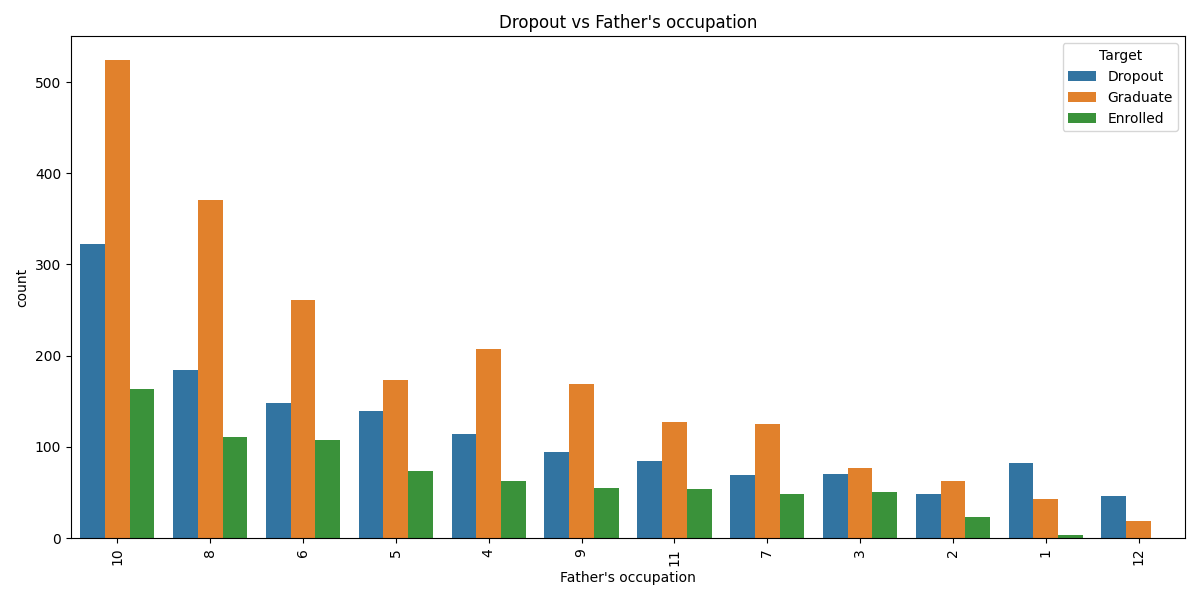 Dropout vs Father's occupation
Target
Dropout
Graduate
Enrolled
count
500
400
300
200
100
0
10 8 6 5 4 9 11 7 3 2 1 12
Father's occupation